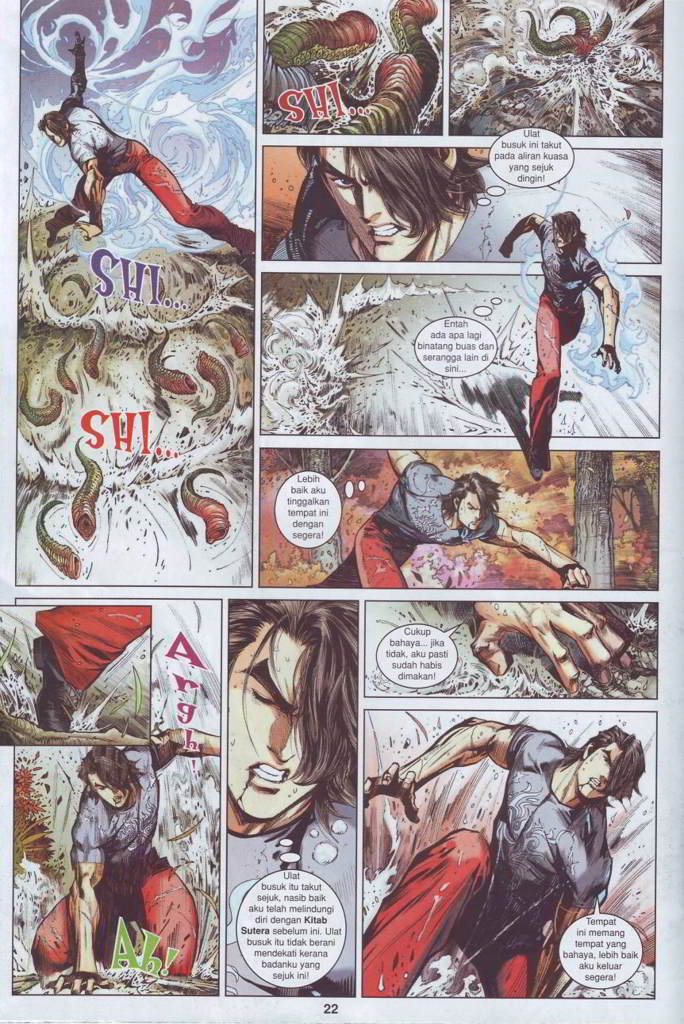 SHI...
SHI...
SHI...
Ulat
busuk ini takut
pada aliran kuasa
yang sejuk
dingin!
Entah
ada apa lagi
binatang buas dan
serangga lain di
sini...
Lebih
baik aku
tinggalkan
tempat ini
dengan
segera!
Argh!
Ah!
Ulat
busuk itu takut
sejuk, nasib baik
aku telah melindungi
diri dengan Kitab
Sutera sebelum ini. Ulat
busuk itu tidak berani
mendekati kerana
badanku yang
sejuk ini!
Cukup
bahaya... jika
tidak, aku pasti
sudah habis
dimakan!
Tempat
ini memang
tempat yang
bahaya, lebih baik
aku keluar
segera!
22